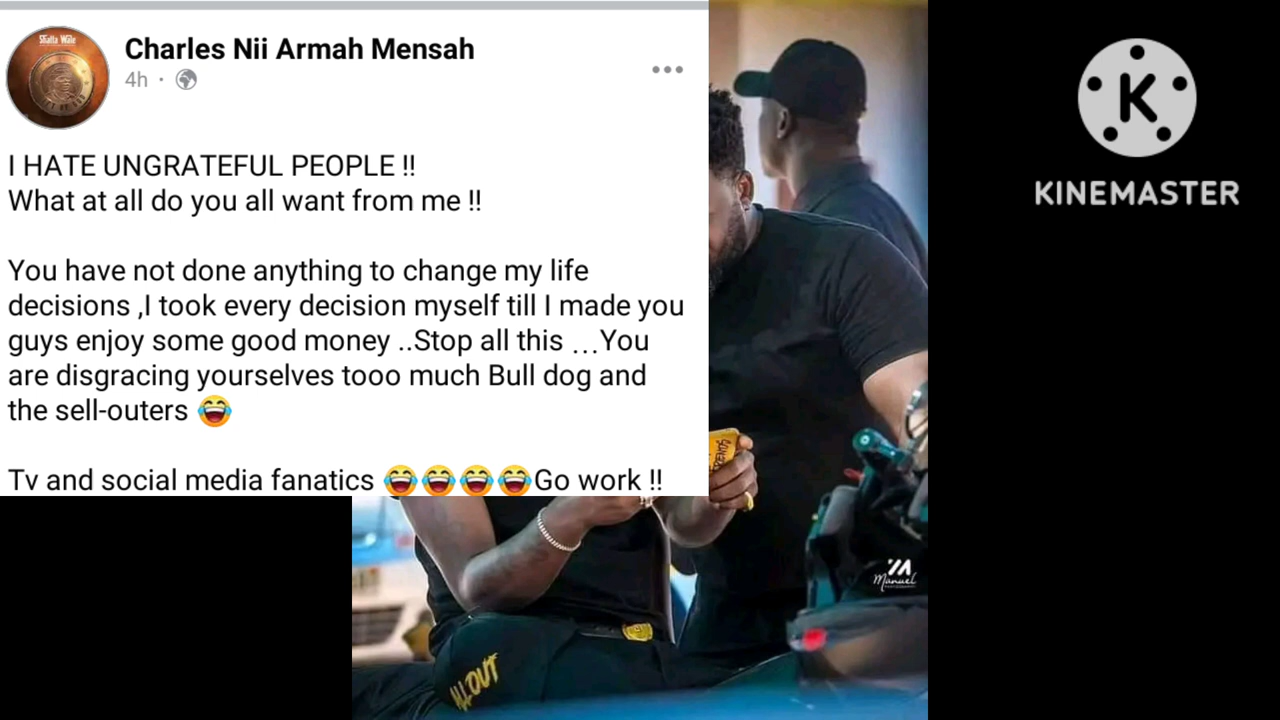 Shatta Wale
Charles Nii Armah Mensah
4h ·
I HATE UNGRATEFUL PEOPLE !!
What at all do you all want from me !!
You have not done anything to change my life
decisions ,I took every decision myself till I made you
guys enjoy some good money ..Stop all this …You
are disgracing yourselves tooo much Bull dog and
the sell-outers 😂
Tv and social media fanatics 😂😂😂😂Go work !!
K
KINEMASTER
Manuel
ALL OUT